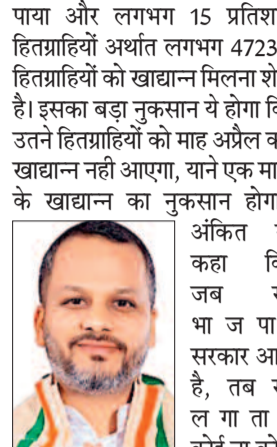 पाया और लगभग 15 प्रतिश
हितग्राहियों अर्थात लगभग 4723
हितग्राहियों को खाद्यान्न मिलना शे
है। इसका बड़ा नुकसान ये होगा
उतने हितग्राहियों को माह अप्रैल
खाद्यान्न नही आएगा, याने एक मा
के खाद्यान्न का नुकसान होगा
अंकित
कहा
जब
भा ज पा
सरकार आ
है, तब
ल गा ता